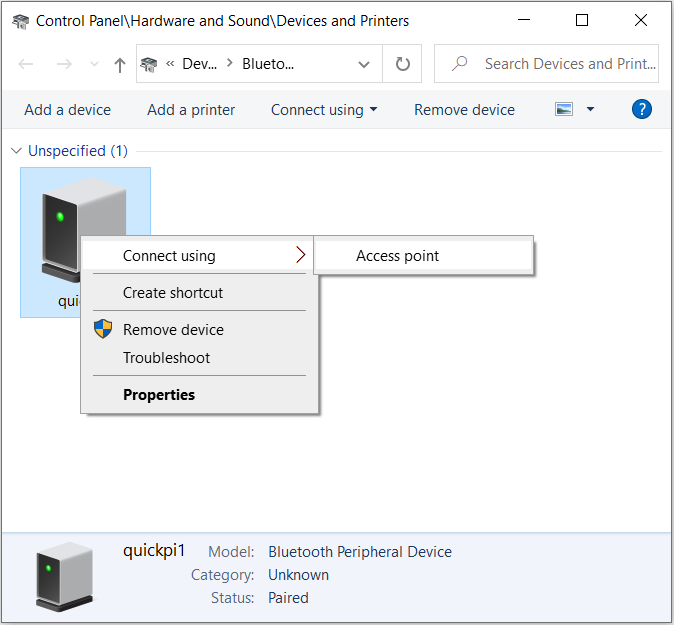 Control Panel\Hardware and Sound\Devices and Printers
« Dev... > Blueto...
Search Devices and Print...
Add a device Add a printer Connect using Remove device ?
Unspecified (1)
qui
Connect using
Access point
Create shortcut
Remove device
Troubleshoot
Properties
quickpi1 Model: Bluetooth Peripheral Device
Category: Unknown
Status: Paired